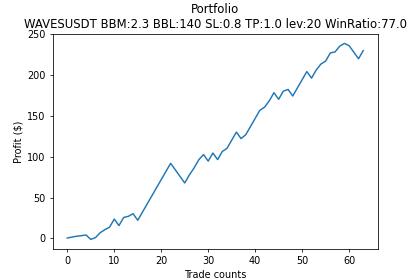 Portfolio
WAVESUSDT BBM:2.3 BBL:140 SL:0.8 TP:1.0 lev:20 WinRatio:77.0
250
200
150
100
50
0
Profit ($)
0 10 20 30 40 50 60
Trade counts